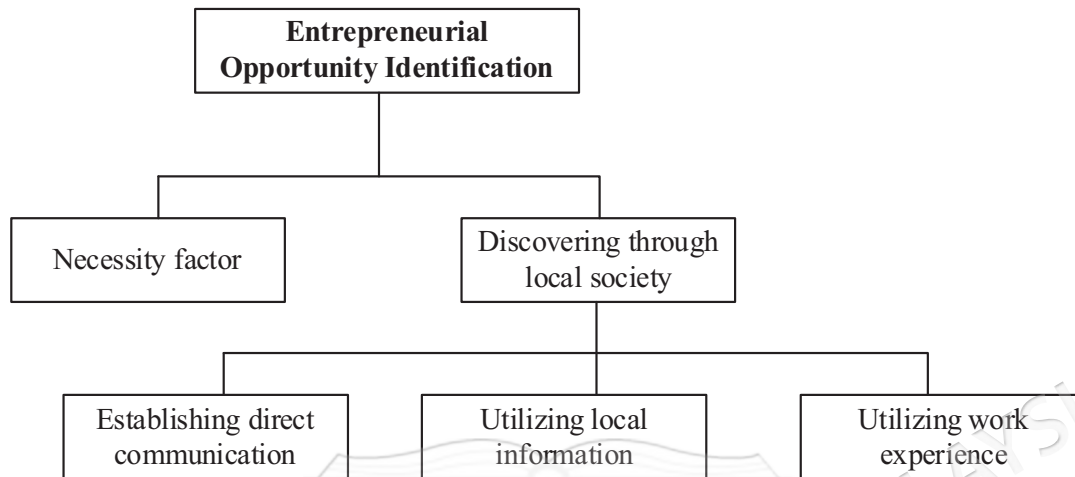 Entrepreneurial
Opportunity Identification
Necessity factor
Discovering through
local society
Establishing direct
communication
Utilizing local
information
Utilizing work
experience